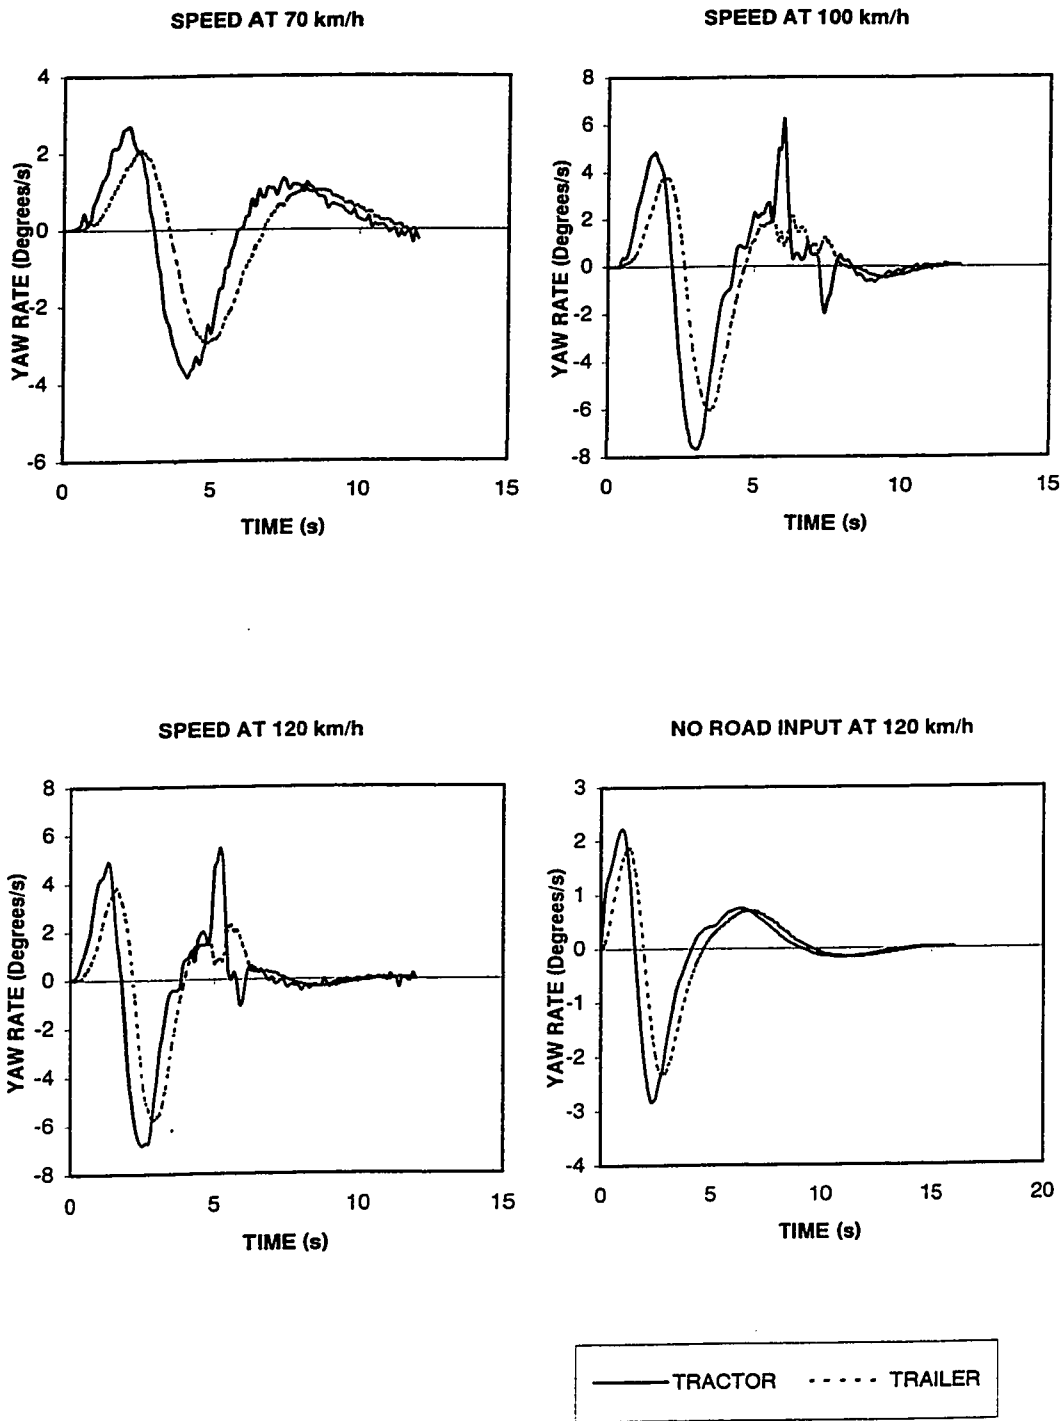 SPEED AT 70 km/h
4
2
0
-2
-4
-6
YAW RATE (Degrees/s)
0 5 10 15
TIME (s)
SPEED AT 100 km/h
8
6
4
2
0
-2
-4
-6
-8
YAW RATE (Degrees/s)
0 5 10 15
TIME (s)
SPEED AT 120 km/h
8
6
4
2
0
-2
-4
-6
-8
YAW RATE (Degrees/s)
0 5 10 15
TIME (s)
NO ROAD INPUT AT 120 km/h
3
2
1
0
-1
-2
-3
-4
YAW RATE (Degrees/s)
0 5 10 15 20
TIME (s)
TRACTOR TRAILER